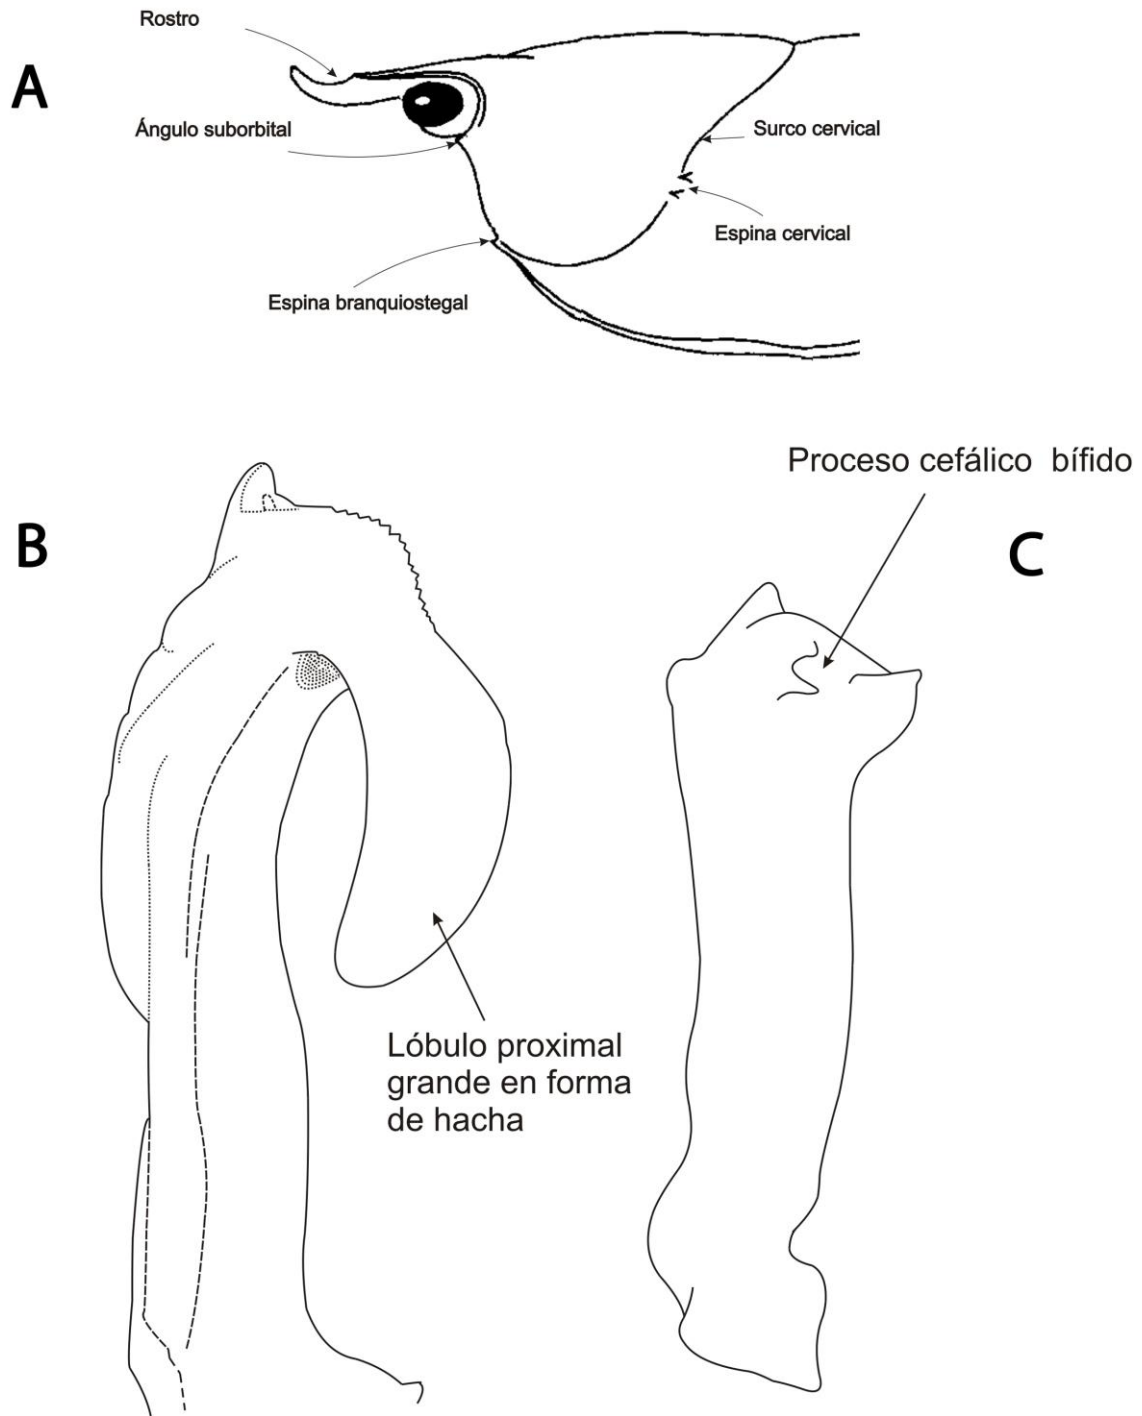 Rostro
A
Ángulo suborbital
Surco cervical
Espina cervical
Espina branquiostegal
Proceso cefálico bífido
B
C
Lóbulo proximal
grande en forma
de hacha